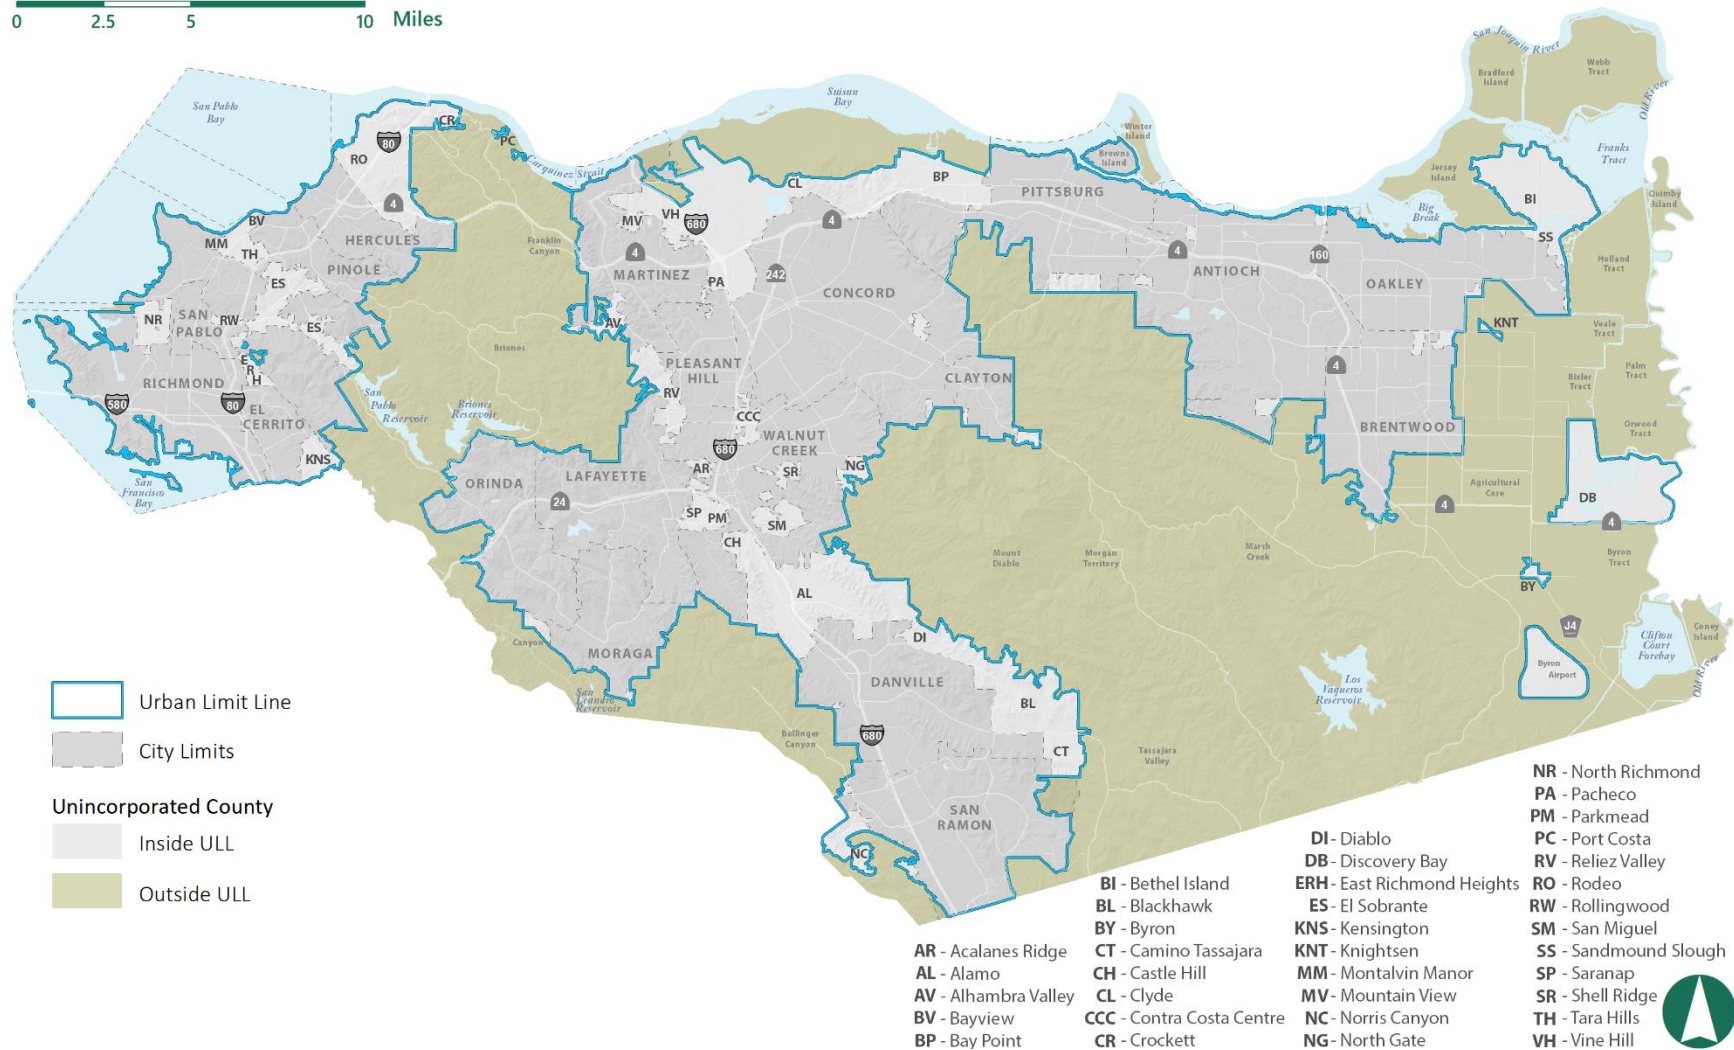 0 2.5 5 10 Miles
San Joaquin River
Webb
Tract
Bradford
Island
Old River
San Pablo
Bay
Suisun
Bay
CR
80
RO
PC
Carquinez Strait
Winter
Island
Browns
Island
Franks
Tract
Jersey
Island
CL
BP
PITTSBURG
Quimby
Island
BI
Big
Break
4
BV
MV
VH
680
4
SS
MM
TH
HERCULES
Franklin
Canyon
4
4
160
Holland
Tract
PINOLE
MARTINEZ
PA
242
ANTIOCH
OAKLEY
ES
CONCORD
NR
SAN
PABLO
RW
ES
AV
KNT
Veale
Tract
Briones
E
R
H
PLEASANT
HILL
CLAYTON
4
Bixler
Tract
Palm
Tract
RICHMOND
San
Pablo
Reservoir
Briones
Reservoir
RV
580
80
EL
CERRITO
CCC
WALNUT
CREEK
BRENTWOOD
Orwood
Tract
680
KNS
AR
SR
NG
ORINDA
LAFAYETTE
San
Francisco
Bay
24
Agricultural
Core
DB
SP
PM
SM
4
4
CH
Mount
Diablo
Morgan
Territory
Marsh
Creek
Byron
Tract
BY
AL
J4
Coney
Island
DI
Canyon
MORAGA
Clifton
Court
Forebay
Byron
Airport
Old River
DANVILLE
San
Leandro
Reservoir
Los
Vaqueros
Reservoir
BL
Bollinger
Canyon
680
CT
Tassajara
Valley
SAN
RAMON
NC
Urban Limit Line
City Limits
Unincorporated County
Inside ULL
Outside ULL
AR - Acalanes Ridge
AL - Alamo
AV - Alhambra Valley
BV - Bayview
BP - Bay Point
BI - Bethel Island
BL - Blackhawk
BY - Byron
CT - Camino Tassajara
CH - Castle Hill
CL - Clyde
CCC - Contra Costa Centre
CR - Crockett
DI - Diablo
DB - Discovery Bay
ERH - East Richmond Heights
ES - El Sobrante
KNS - Kensington
KNT - Knightsen
MM - Montalvin Manor
MV - Mountain View
NC - Norris Canyon
NG - North Gate
NR - North Richmond
PA - Pacheco
PM - Parkmead
PC - Port Costa
RV - Reliez Valley
RO - Rodeo
RW - Rollingwood
SM - San Miguel
SS - Sandmound Slough
SP - Saranap
SR - Shell Ridge
TH - Tara Hills
VH - Vine Hill